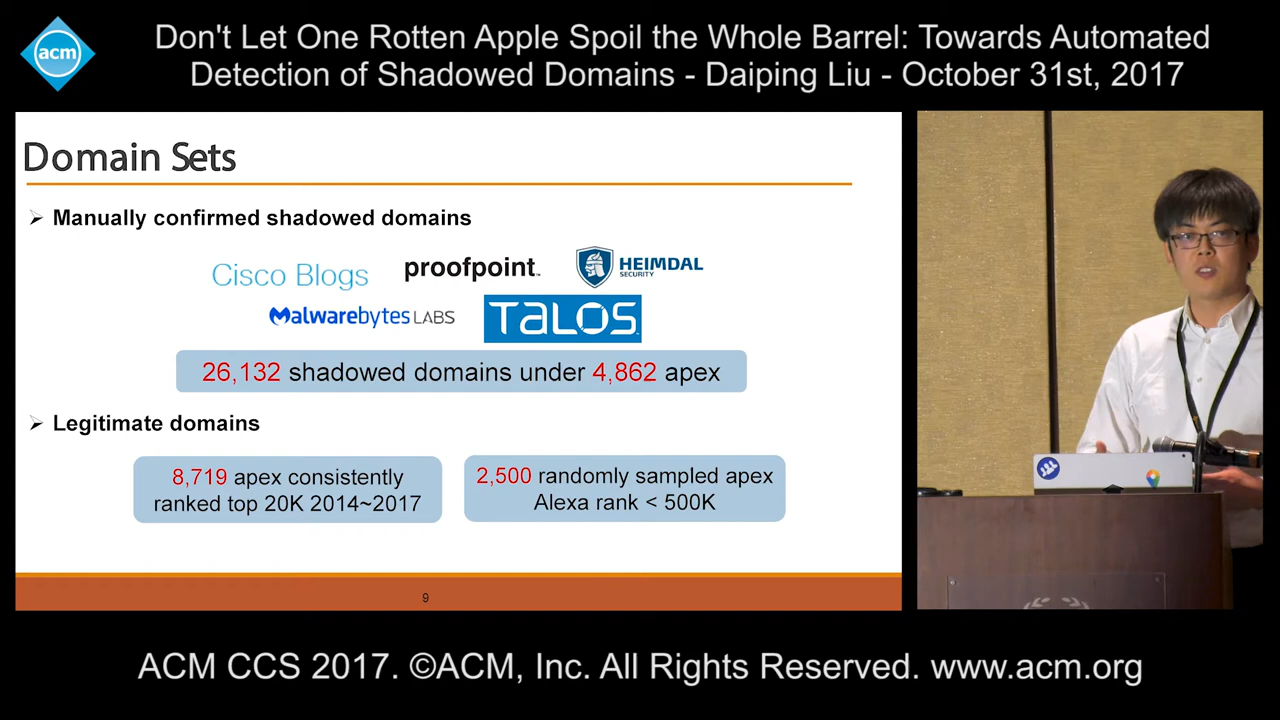 acm
Don't Let One Rotten Apple Spoil the Whole Barrel: Towards Automated
Detection of Shadowed Domains - Daiping Liu - October 31st, 2017
Domain Sets
Manually confirmed shadowed domains
Cisco Blogs
proofpoint
HEIMDAL
SECURITY
Malwarebytes LABS
TALOS
26,132 shadowed domains under 4,862 apex
Legitimate domains
8,719 apex consistently
ranked top 20K 2014~2017
2,500 randomly sampled apex
Alexa rank < 500K
9
ACM CCS 2017. ©ACM, Inc. All Rights Reserved. www.acm.org